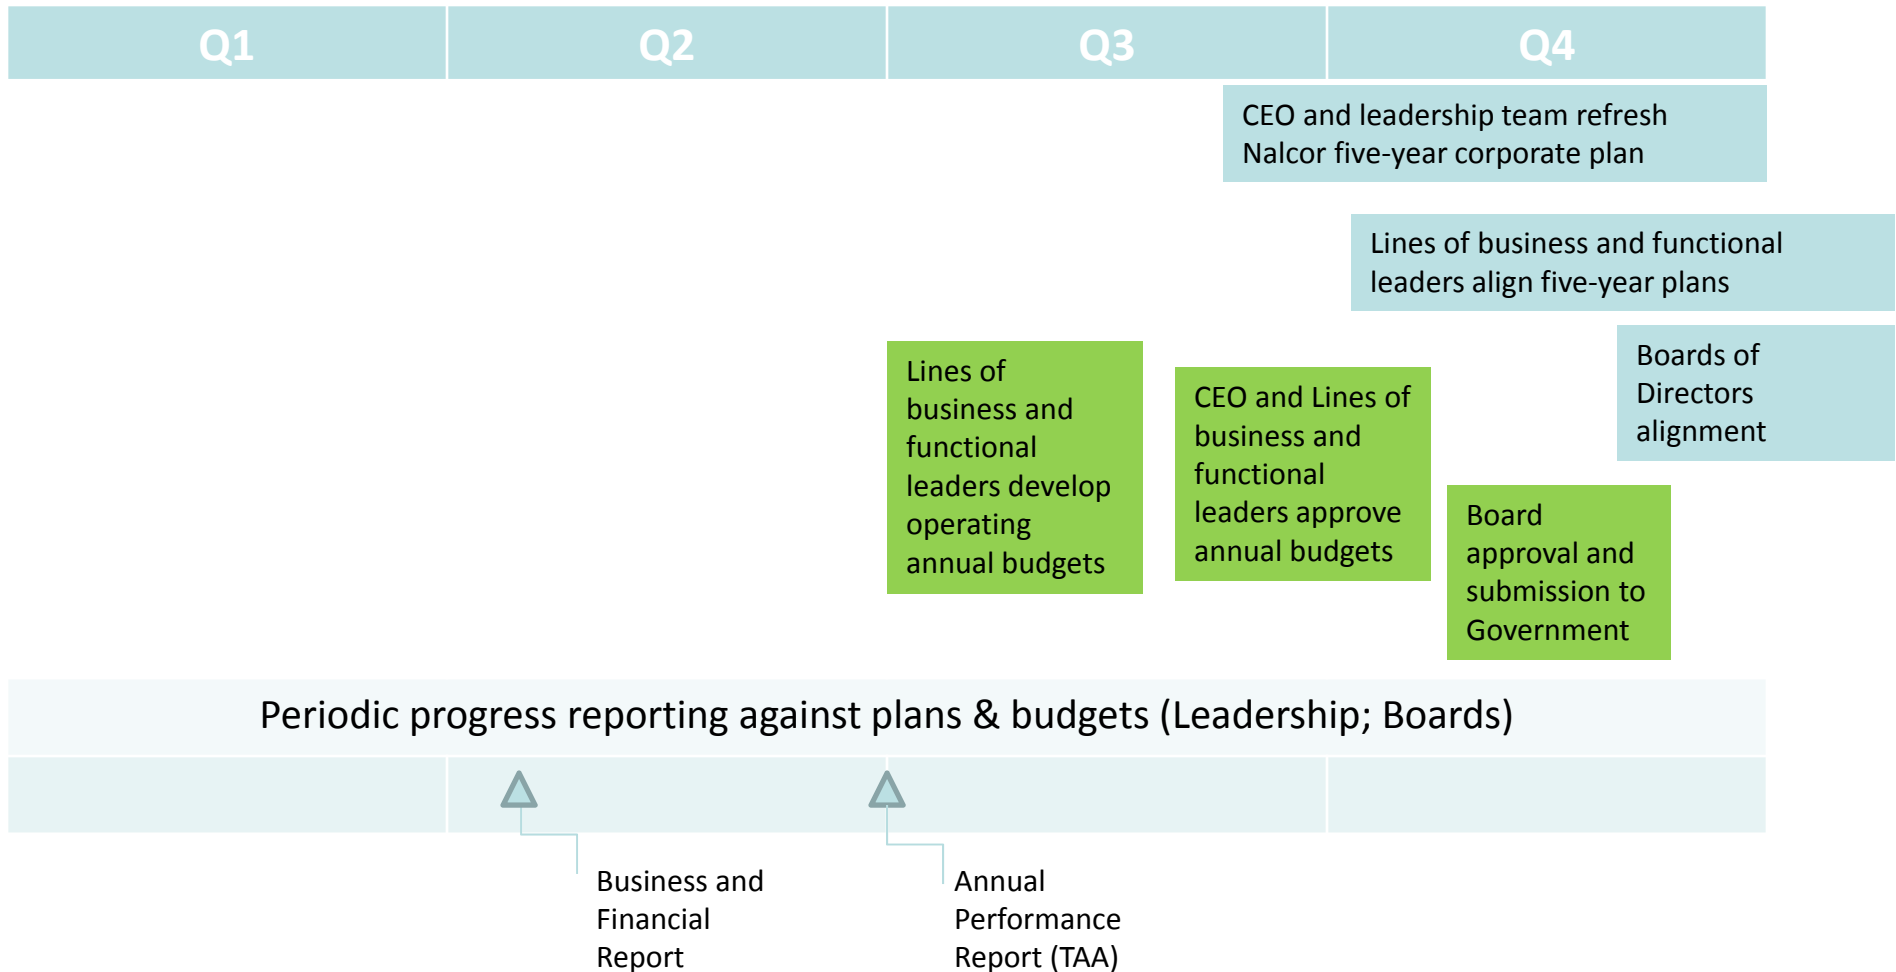 Q1
Q2
Q3
Q4
CEO and leadership team refresh
Nalcor five-year corporate plan
Lines of business and functional
leaders align five-year plans
Boards of
Directors
alignment
Lines of
business and
functional
leaders develop
operating
annual budgets
CEO and Lines of
business and
functional
leaders approve
annual budgets
Board
approval and
submission to
Government
Periodic progress reporting against plans & budgets (Leadership; Boards)
Business and
Financial
Report
Annual
Performance
Report (TAA)